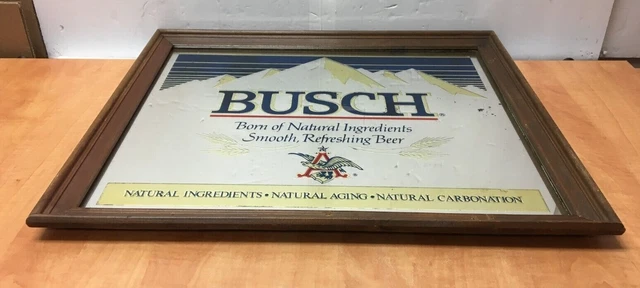 BUSCH
Born of Natural Ingredients
Smooth, Refreshing Beer
A
NATURAL INGREDIENTS • NATURAL AGING • NATURAL CARBONATION